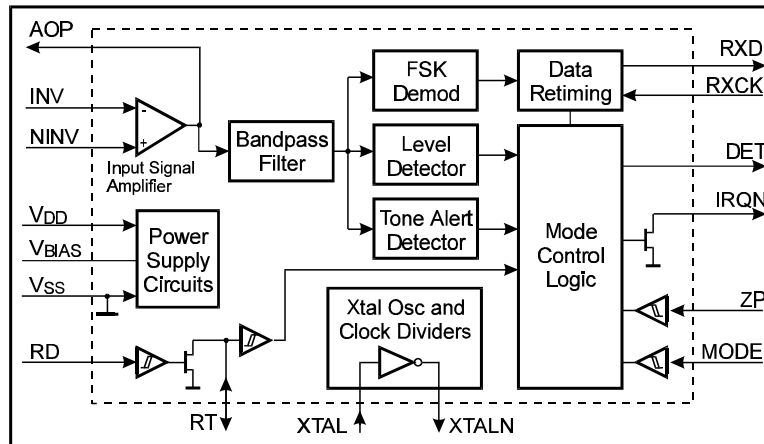 AOP
INV
NINV
-
+
Input Signal
Amplifier
Bandpass
Filter
FSK
Demod
Level
Detector
Tone Alert
Detector
Data
Retiming
RXD
RXCK
DET
IRQN
Mode
Control
Logic
ZP
MODE
VDD
VBIAS
VSS
Power
Supply
Circuits
RD
RT
Xtal Osc and
Clock Dividers
XTAL
XTALN